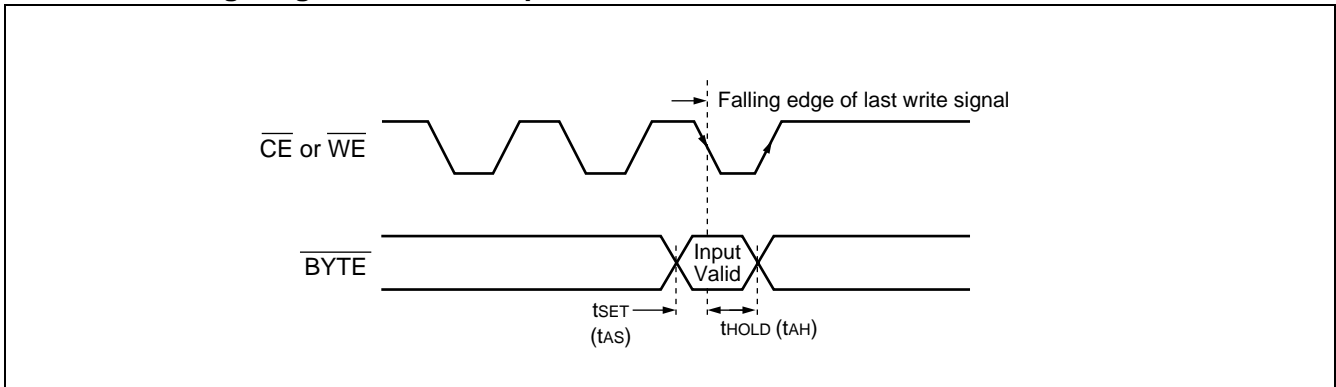 Falling edge of last write signal
CE or WE
BYTE
Input
Valid
tSET
(tAS)
tHOLD (tAH)